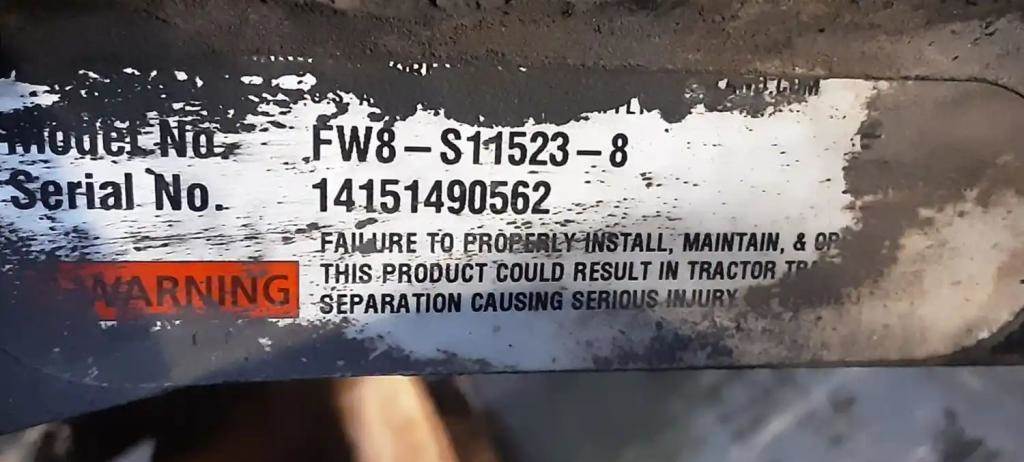 Model No. FW8-S11523-8
Serial No. 14151490562
FAILURE TO PROPERLY INSTALL, MAINTAIN, &
WARNING THIS PRODUCT COULD RESULT IN TRACTOR
SEPARATION CAUSING SERIOUS INJURY